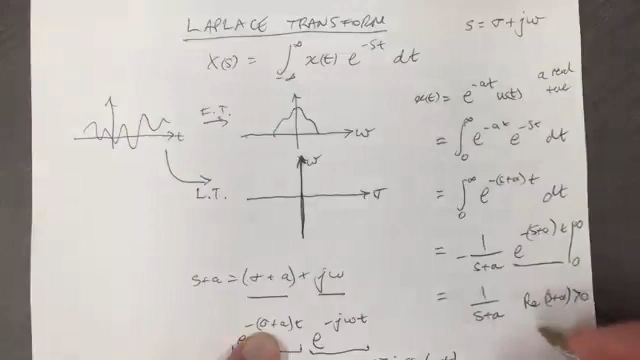 LAPLACE TRANSFORM
s = σ + jω
X(s) = ∫_{-∞}^{∞} x(t) e^{-st} dt
x(t) = e^{-at} u(t) a real +ve
F.T.
t
ω
= ∫_{0}^{∞} e^{-at} e^{-st} dt
ω
L.T.
σ
= ∫_{0}^{∞} e^{-(s+a)t} dt
= - 1/(s+a) e^{-(s+a)t} |_{0}^{∞}
s+a = (σ+a) + jω
= 1/(s+a) Re(s+a)>0
e^{-(σ+a)t} e^{-jωt}